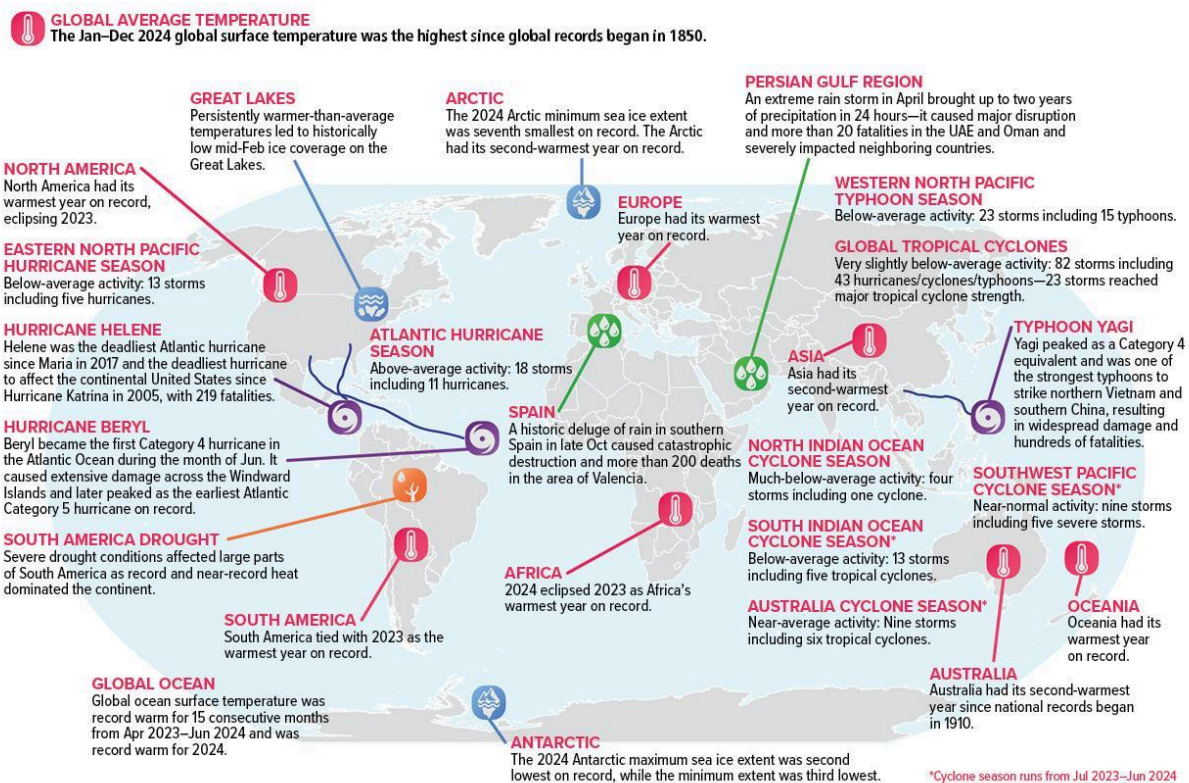 GLOBAL AVERAGE TEMPERATURE
The Jan–Dec 2024 global surface temperature was the highest since global records began in 1850.
GREAT LAKES
Persistently warmer-than-average
temperatures led to historically
low mid-Feb ice coverage on the
Great Lakes.
ARCTIC
The 2024 Arctic minimum sea ice extent
was seventh smallest on record. The Arctic
had its second-warmest year on record.
PERSIAN GULF REGION
An extreme rain storm in April brought up to two years
of precipitation in 24 hours—it caused major disruption
and more than 20 fatalities in the UAE and Oman and
severely impacted neighboring countries.
NORTH AMERICA
North America had its
warmest year on record,
eclipsing 2023.
EUROPE
Europe had its warmest
year on record.
WESTERN NORTH PACIFIC
TYPHOON SEASON
Below-average activity: 23 storms including 15 typhoons.
EASTERN NORTH PACIFIC
HURRICANE SEASON
Below-average activity: 13 storms
including five hurricanes.
GLOBAL TROPICAL CYCLONES
Very slightly below-average activity: 82 storms including
43 hurricanes/cyclones/typhoons—23 storms reached
major tropical cyclone strength.
HURRICANE HELENE
Helene was the deadliest Atlantic hurricane
since Maria in 2017 and the deadliest hurricane
to affect the continental United States since
Hurricane Katrina in 2005, with 219 fatalities.
ATLANTIC HURRICANE
SEASON
Above-average activity: 18 storms
including 11 hurricanes.
ASIA
Asia had its
second-warmest
year on record.
TYPHOON YAGI
Yagi peaked as a Category 4
equivalent and was one of
the strongest typhoons to
strike northern Vietnam and
southern China, resulting
in widespread damage and
hundreds of fatalities.
HURRICANE BERYL
Beryl became the first Category 4 hurricane in
the Atlantic Ocean during the month of Jun. It
caused extensive damage across the Windward
Islands and later peaked as the earliest Atlantic
Category 5 hurricane on record.
SPAIN
A historic deluge of rain in southern
Spain in late Oct caused catastrophic
destruction and more than 200 deaths
in the area of Valencia.
NORTH INDIAN OCEAN
CYCLONE SEASON
Much-below-average activity: four
storms including one cyclone.
SOUTHWEST PACIFIC
CYCLONE SEASON*
Near-normal activity: nine storms
including five severe storms.
SOUTH AMERICA DROUGHT
Severe drought conditions affected large parts
of South America as record and near-record heat
dominated the continent.
SOUTH INDIAN OCEAN
CYCLONE SEASON*
Below-average activity: 13 storms
including five tropical cyclones.
AFRICA
2024 eclipsed 2023 as Africa's
warmest year on record.
AUSTRALIA CYCLONE SEASON*
Near-average activity: Nine storms
including six tropical cyclones.
OCEANIA
Oceania had its
warmest year
on record.
SOUTH AMERICA
South America tied with 2023 as the
warmest year on record.
AUSTRALIA
Australia had its second-warmest
year since national records began
in 1910.
GLOBAL OCEAN
Global ocean surface temperature was
record warm for 15 consecutive months
from Apr 2023–Jun 2024 and was
record warm for 2024.
ANTARCTIC
The 2024 Antarctic maximum sea ice extent was second
lowest on record, while the minimum extent was third lowest.
*Cyclone season runs from Jul 2023–Jun 2024